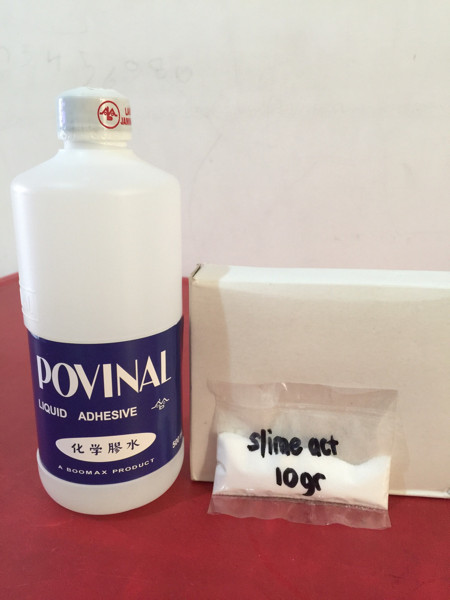 POVINAL
LIQUID ADHESIVE
化学膠水
A BOOMAX PRODUCT
slime act
10gr